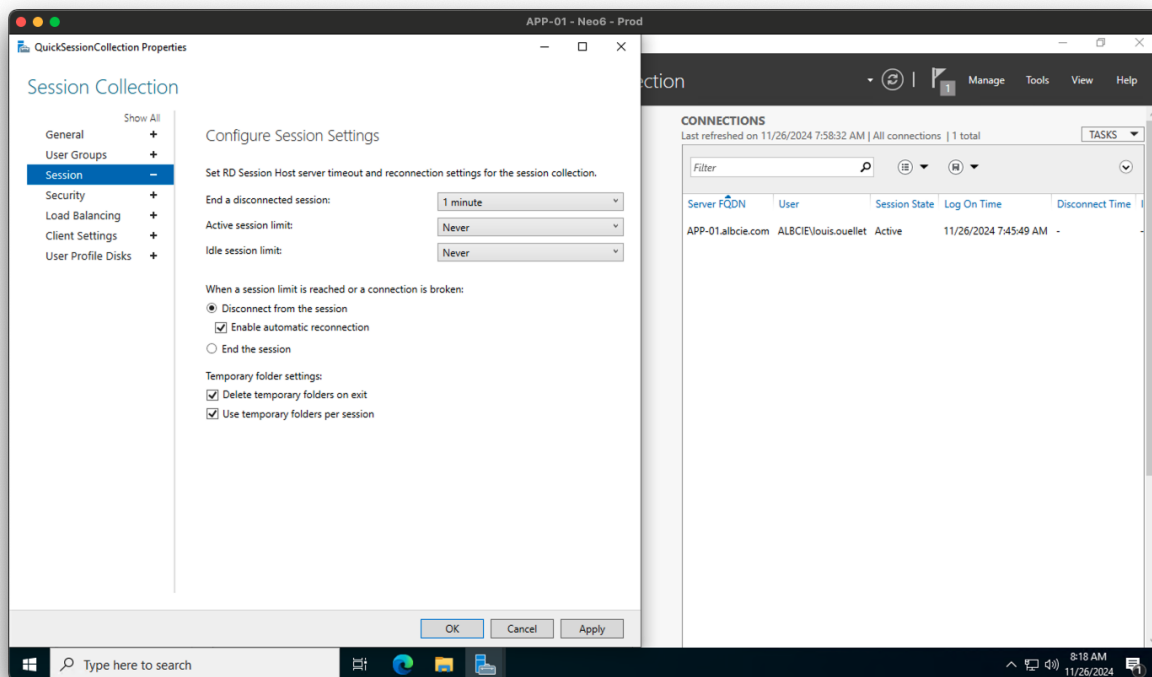 APP-01 - Neo6 - Prod
QuickSessionCollection Properties
Session Collection
Show All
General +
User Groups +
Session −
Security +
Load Balancing +
Client Settings +
User Profile Disks +
Configure Session Settings
Set RD Session Host server timeout and reconnection settings for the session collection.
End a disconnected session: 1 minute
Active session limit: Never
Idle session limit: Never
When a session limit is reached or a connection is broken:
Disconnect from the session
Enable automatic reconnection
End the session
Temporary folder settings:
Delete temporary folders on exit
Use temporary folders per session
OK Cancel Apply
ction
1 Manage Tools View Help
CONNECTIONS
Last refreshed on 11/26/2024 7:58:32 AM | All connections | 1 total
TASKS
Filter
Server FQDN User Session State Log On Time Disconnect Time
APP-01.albcie.com ALBCIE\louis.ouellet Active 11/26/2024 7:45:49 AM - -
Type here to search
8:18 AM
11/26/2024
1